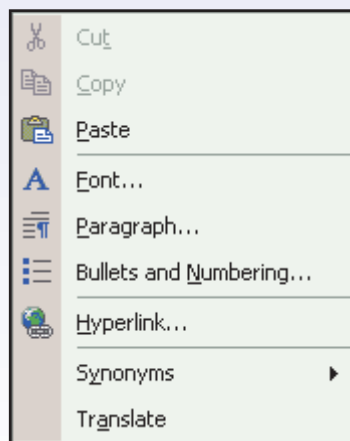 Cut
Copy
Paste
Font...
Paragraph...
Bullets and Numbering...
Hyperlink...
Synonyms
Translate